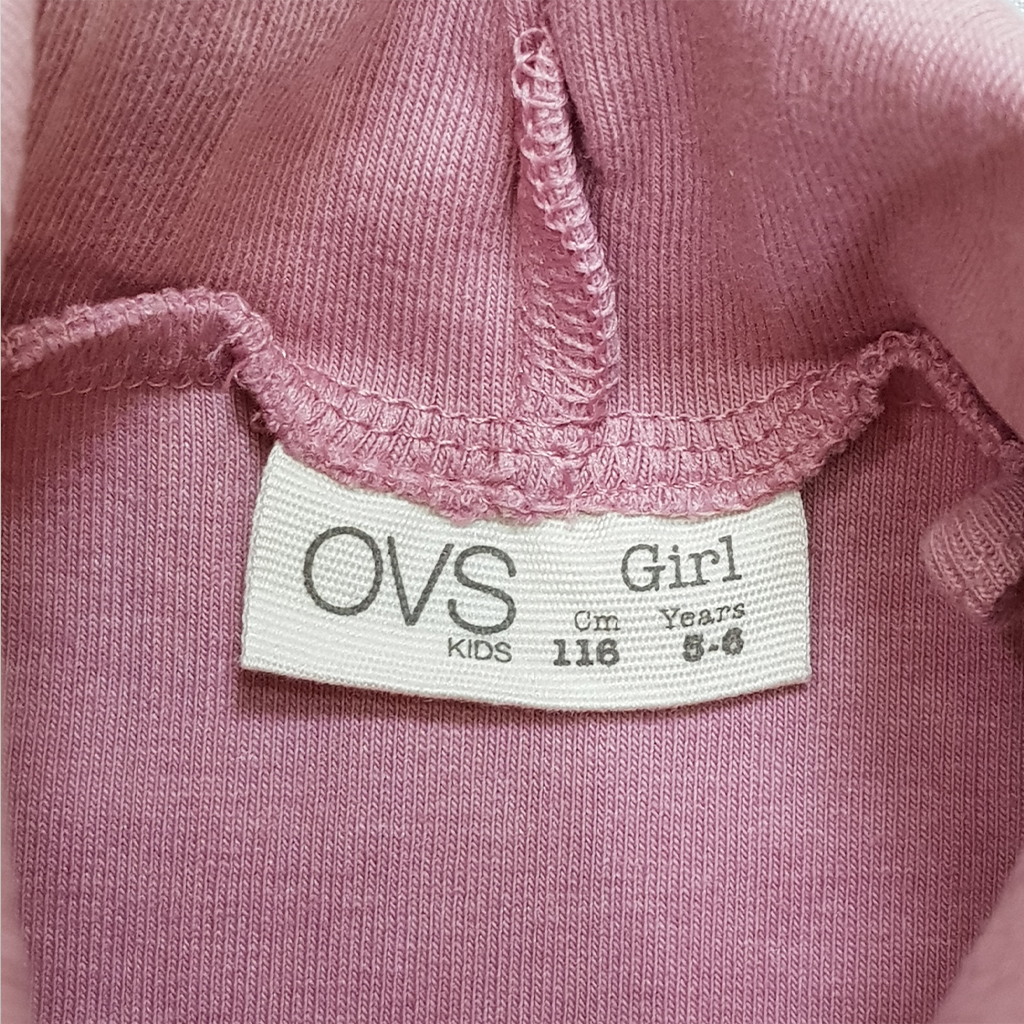 OVS Girl
KIDS
Cm Years
116 5-6